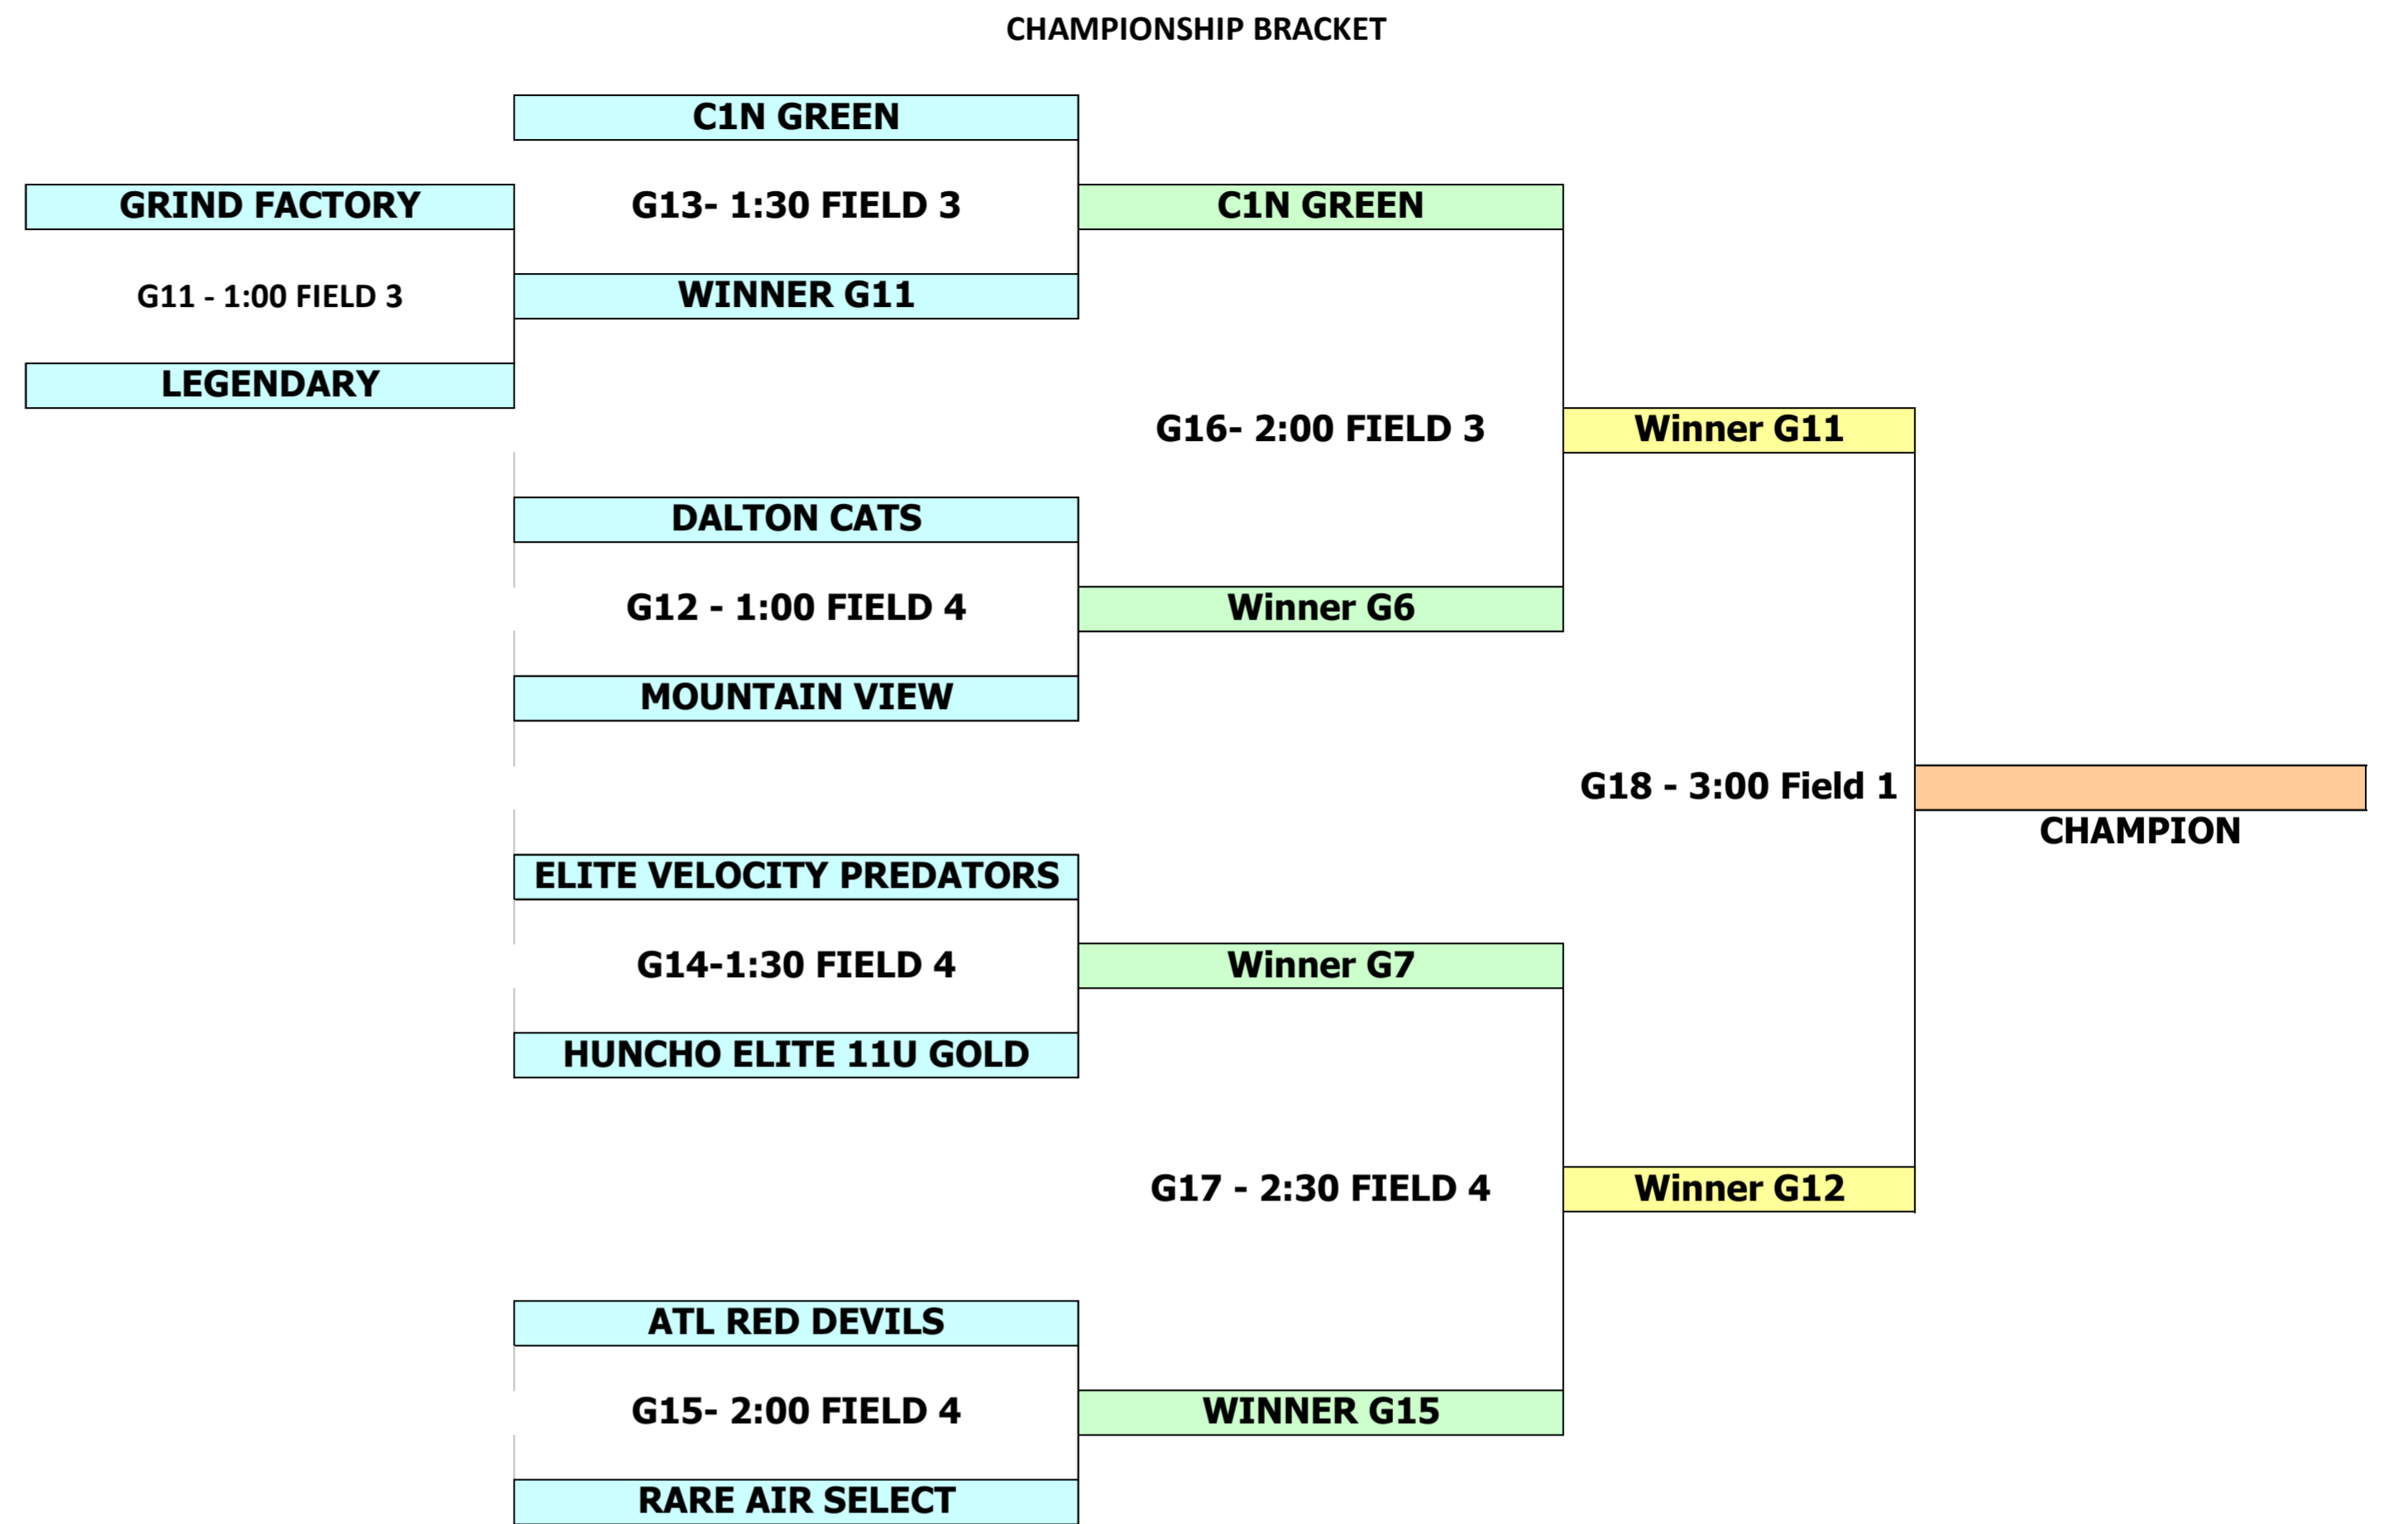 CHAMPIONSHIP BRACKET
C1N GREEN
GRIND FACTORY
G13- 1:30 FIELD 3
C1N GREEN
G11 - 1:00 FIELD 3
WINNER G11
LEGENDARY
G16- 2:00 FIELD 3
Winner G11
DALTON CATS
G12 - 1:00 FIELD 4
Winner G6
MOUNTAIN VIEW
G18 - 3:00 Field 1
CHAMPION
ELITE VELOCITY PREDATORS
G14-1:30 FIELD 4
Winner G7
HUNCHO ELITE 11U GOLD
G17 - 2:30 FIELD 4
Winner G12
ATL RED DEVILS
G15- 2:00 FIELD 4
WINNER G15
RARE AIR SELECT